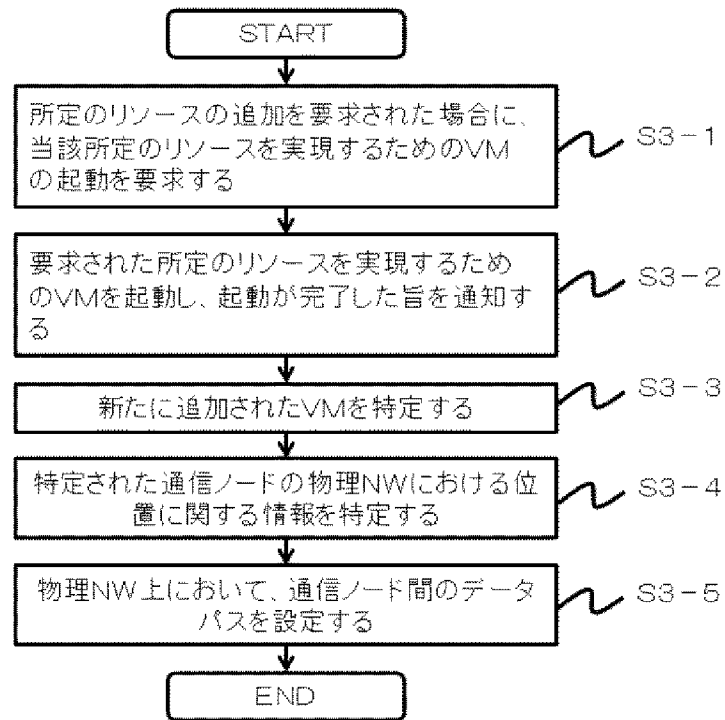 START
所定のリソースの追加を要求された場合に、
当該所定のリソースを実現するためのVM
の起動を要求する
S3-1
要求された所定のリソースを実現するため
のVMを起動し、起動が完了した旨を通知す
る
S3-2
新たに追加されたVMを特定する
S3-3
特定された通信ノードの物理NWにおける位
置に関する情報を特定する
S3-4
物理NW上において、通信ノード間のデータ
パスを設定する
S3-5
END